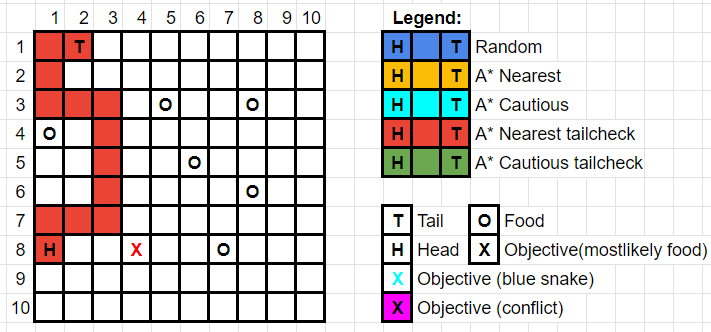 1 2 3 4 5 6 7 8 9 10 Legend:
1 T H T Random
2 H T A* Nearest
3 O O H T A* Cautious
4 O H T A* Nearest tailcheck
5 O H T A* Cautious tailcheck
6 O
7 T Tail O Food
8 H X O H Head X Objective(mostlikely food)
9 X Objective (blue snake)
10 X Objective (conflict)